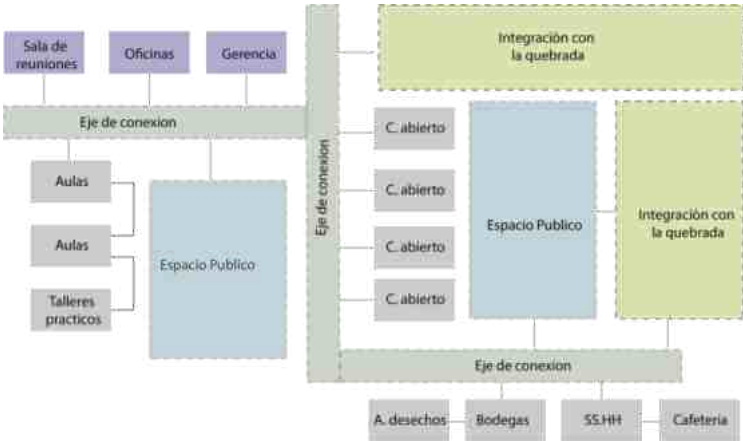 Sala de
reuniones
Oficinas
Gerencia
Integración con
la quebrada
Eje de conexion
Eje de conexion
C. abierto
C. abierto
C. abierto
C. abierto
Aulas
Aulas
Talleres
practicos
Espacio Publico
Espacio Publico
Integración con
la quebrada
Eje de conexion
A. desechos
Bodegas
SS.HH
Cafeteria